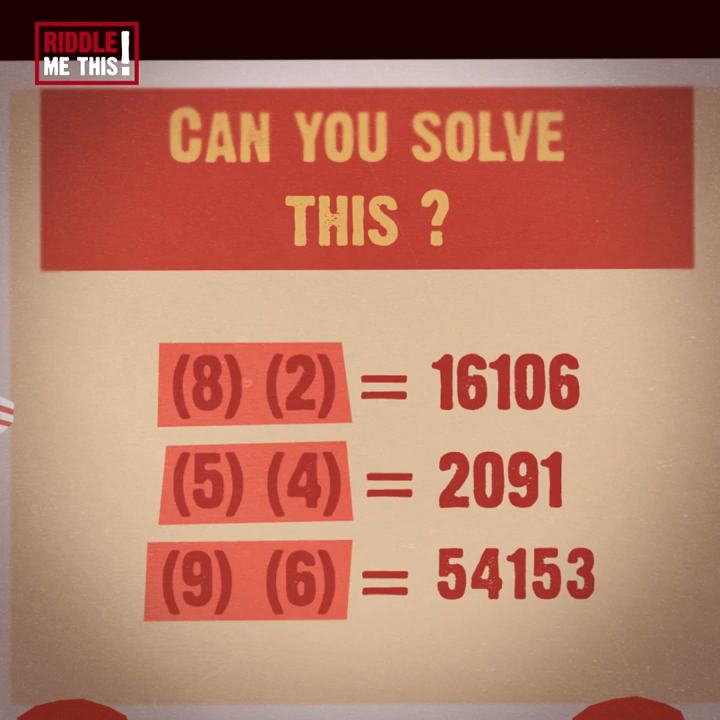 RIDDLE
ME THIS!
CAN YOU SOLVE
THIS ?
(8) (2) = 16106
(5) (4) = 2091
(9) (6) = 54153